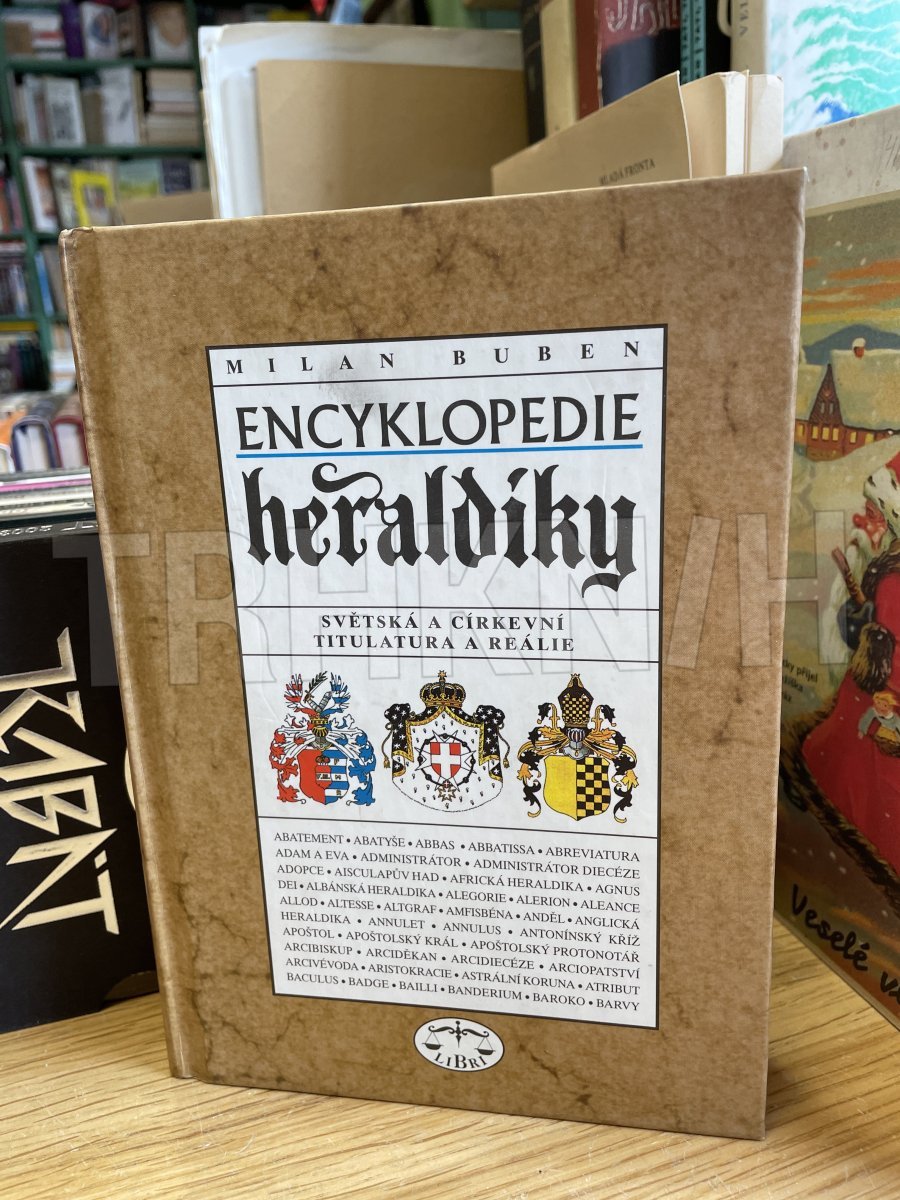 MLADÁ FRONTA
MILAN BUBEN
ENCYKLOPEDIE
heraldiky
SVĚTSKÁ A CÍRKEVNÍ
TITULATURA A REÁLIE
ABATEMENT • ABATYŠE • ABBAS • ABBATISSA • ABREVIATURA
ADAM A EVA • ADMINISTRÁTOR • ADMINISTRÁTOR DIECÉZE
ADOPCE • AISCULAPŮV HAD • AFRICKÁ HERALDIKA • AGNUS
DEI • ALBÁNSKÁ HERALDIKA • ALEGORIE • ALERION • ALEANCE
ALLOD • ALTESSE • ALTGRAF • AMFISBÉNA • ANDĚL • ANGLICKÁ
HERALDIKA • ANNULET • ANNULUS • ANTONÍNSKÝ KŘÍŽ
APOŠTOL • APOŠTOLSKÝ KRÁL • APOŠTOLSKÝ PROTONOTÁŘ
ARCIBISKUP • ARCIDĚKAN • ARCIDIECÉZE • ARCIOPATSTVÍ
ARCIVÉVODA • ARISTOKRACIE • ASTRÁLNÍ KORUNA • ATRIBUT
BACULUS • BADGE • BAILLI • BANDERIUM • BAROKO • BARVY
LIBRI
KABÁT
Veselé
TRHKNIH